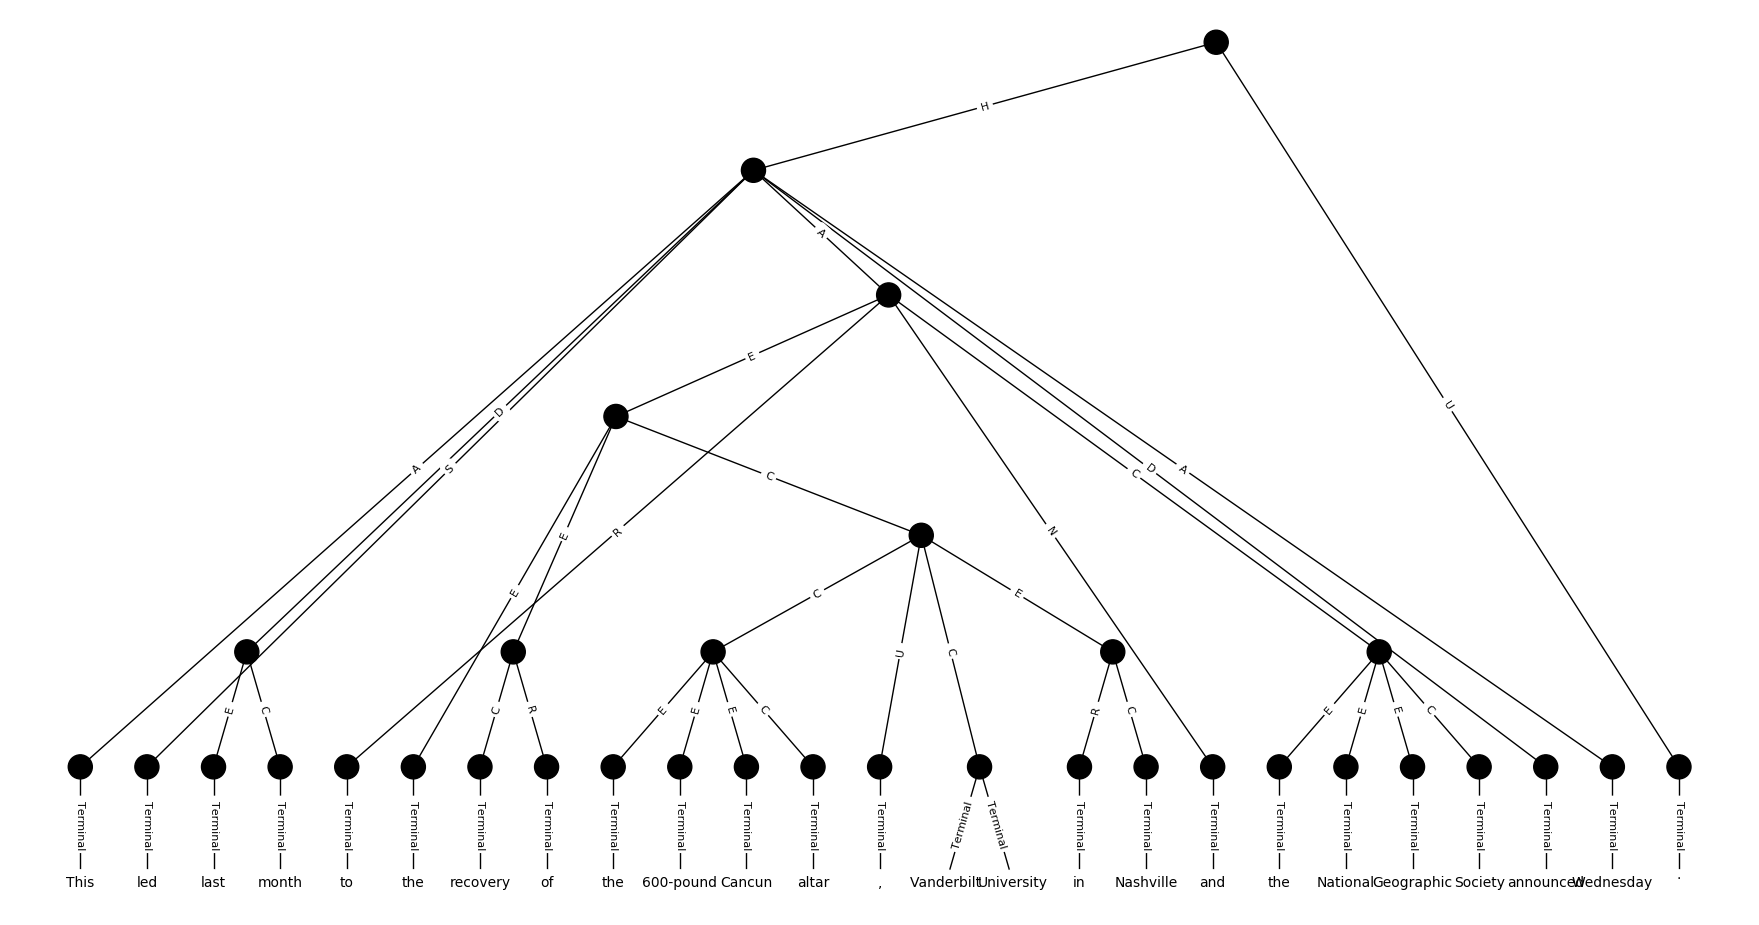 H
A
E
D
A
S
C
D
A
U
C
R
E
E
N
C
E
U
C
E
E C C R E E E C R C E E E C
Terminal Terminal Terminal Terminal Terminal Terminal Terminal Terminal Terminal Terminal Terminal Terminal Terminal Terminal Terminal Terminal Terminal Terminal Terminal Terminal Terminal Terminal Terminal Terminal Terminal
This led last month to the recovery of the 600-pound Cancun altar , Vanderbilt University in Nashville and the National Geographic Society announced Wednesday .